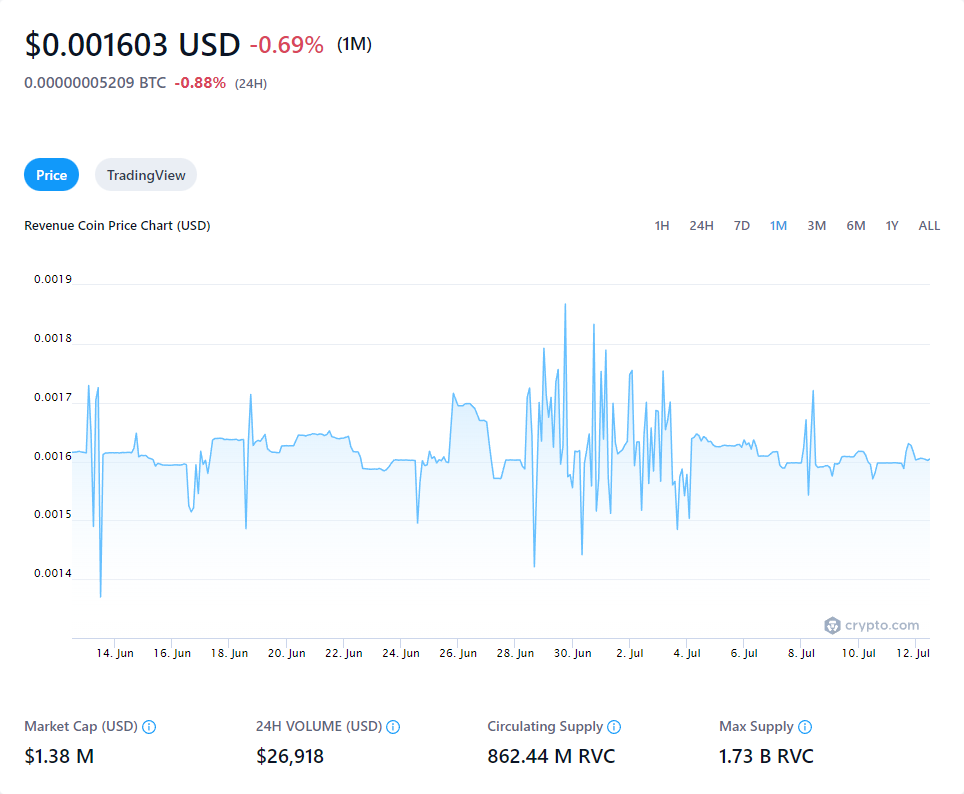 $0.001603 USD -0.69% (1M)
0.00000005209 BTC -0.88% (24H)
Price TradingView
Revenue Coin Price Chart (USD) 1H 24H 7D 1M 3M 6M 1Y ALL
0.0019
0.0018
0.0017
0.0016
0.0015
0.0014
crypto.com
14. Jun 16. Jun 18. Jun 20. Jun 22. Jun 24. Jun 26. Jun 28. Jun 30. Jun 2. Jul 4. Jul 6. Jul 8. Jul 10. Jul 12. Jul
Market Cap (USD) 24H VOLUME (USD) Circulating Supply Max Supply
$1.38 M $26,918 862.44 M RVC 1.73 B RVC